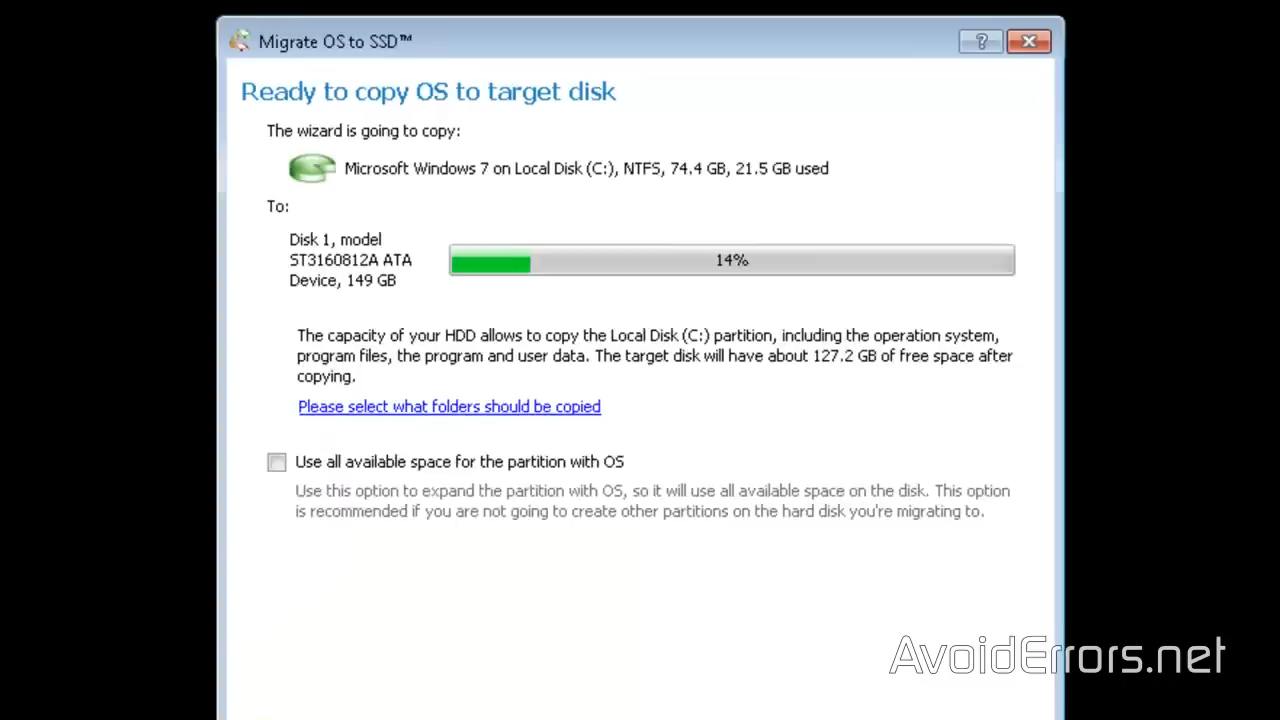 Migrate OS to SSD™
?
Ready to copy OS to target disk
The wizard is going to copy:
Microsoft Windows 7 on Local Disk (C:), NTFS, 74.4 GB, 21.5 GB used
To:
Disk 1, model
ST3160812A ATA
Device, 149 GB
14%
The capacity of your HDD allows to copy the Local Disk (C:) partition, including the operation system,
program files, the program and user data. The target disk will have about 127.2 GB of free space after
copying.
Please select what folders should be copied
Use all available space for the partition with OS
Use this option to expand the partition with OS, so it will use all available space on the disk. This option
is recommended if you are not going to create other partitions on the hard disk you're migrating to.
AvoidErrors.net